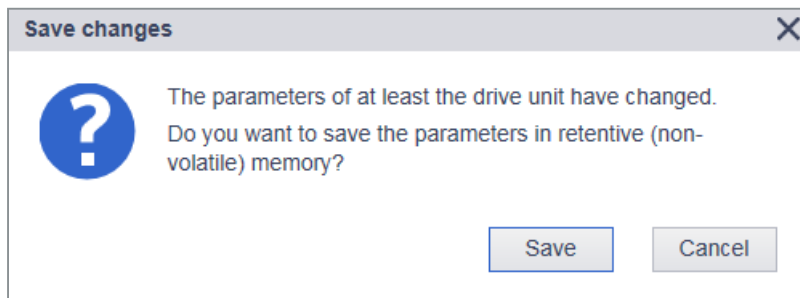 Save changes
The parameters of at least the drive unit have changed.
Do you want to save the parameters in retentive (non-
volatile) memory?
Save
Cancel